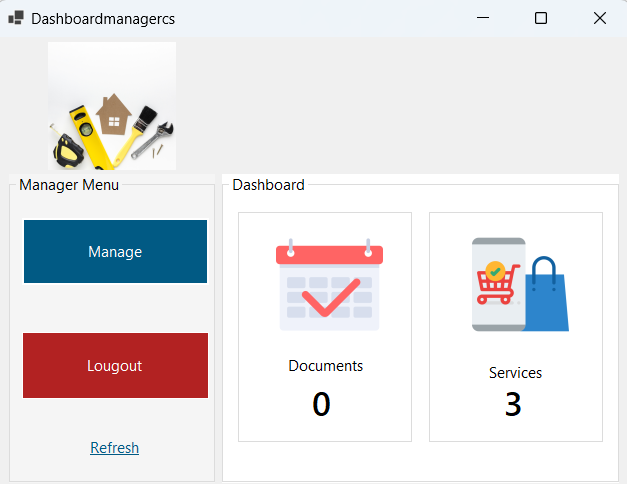 Dashboardmanagercs
Manager Menu
Manage
Lougout
Refresh
Dashboard
Documents
0
Services
3